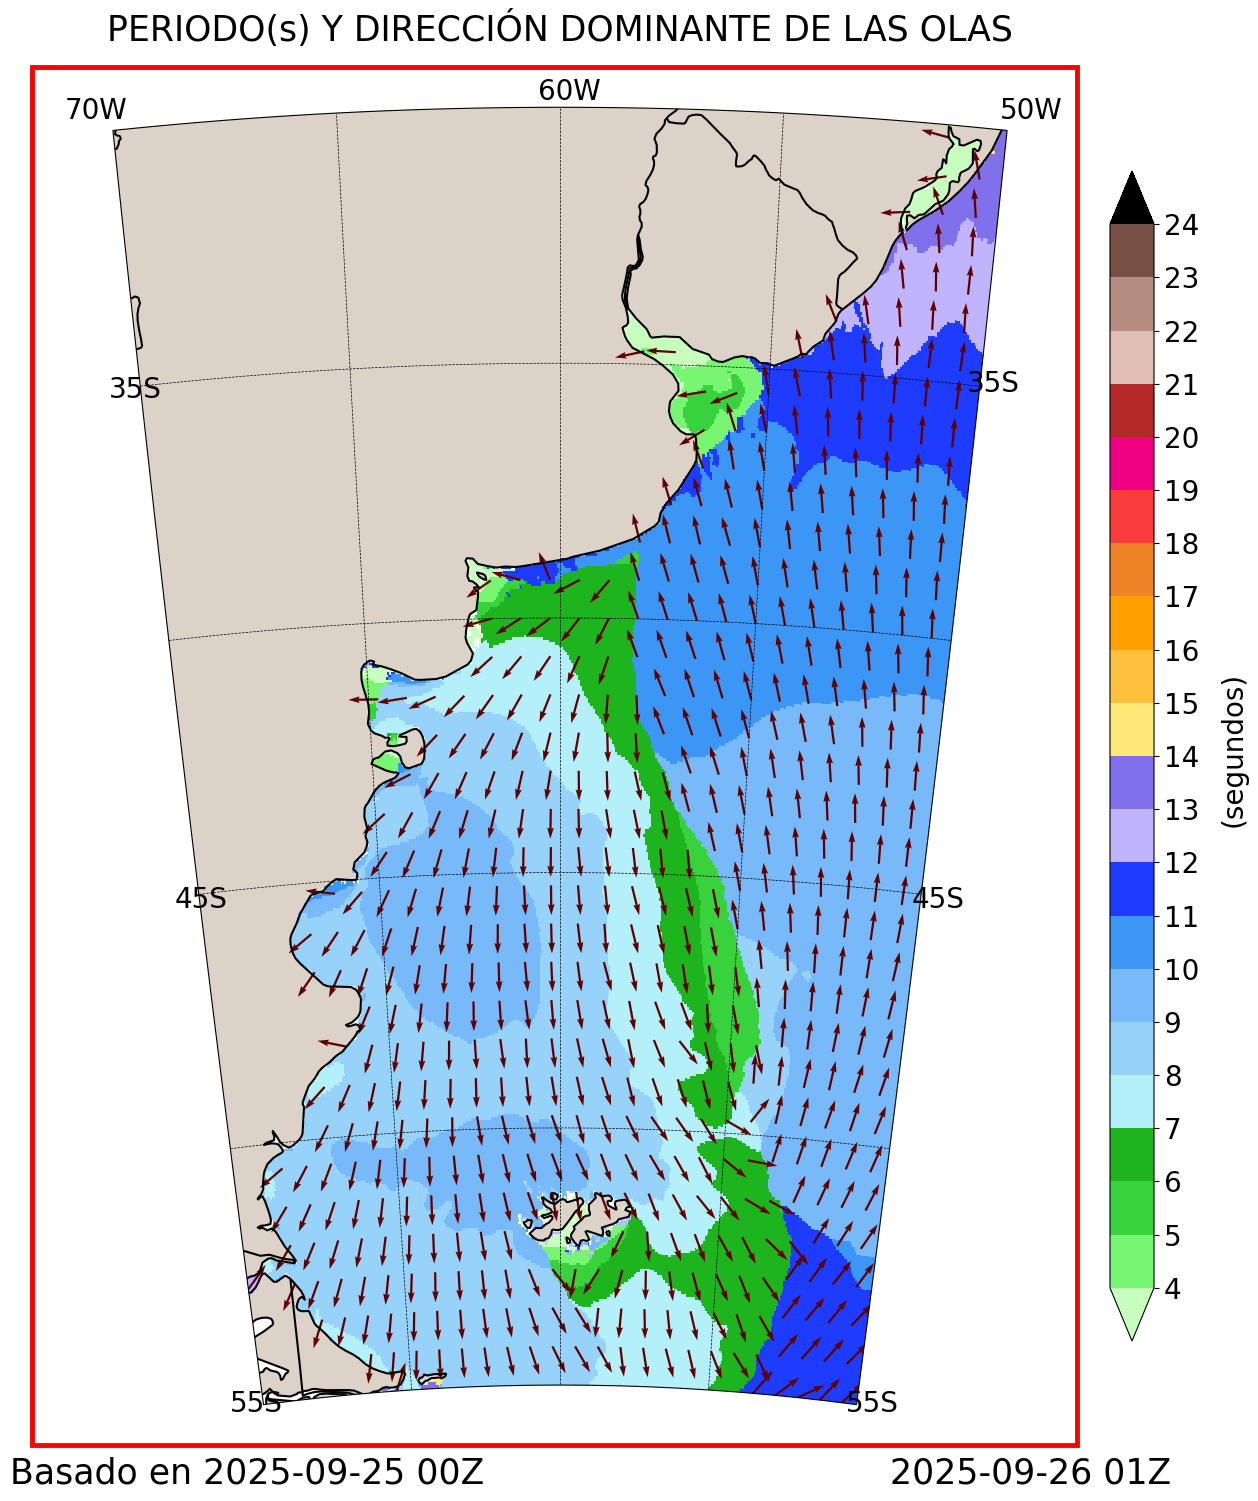 PERIODO(s) Y DIRECCIÓN DOMINANTE DE LAS OLAS
70W
60W
50W
35S
35S
45S
45S
55S
55S
24
23
22
21
20
19
18
17
16
15
14
13
12
11
10
9
8
7
6
5
4
(segundos)
Basado en 2025-09-25 00Z
2025-09-26 01Z